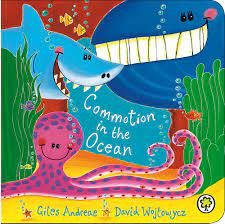 Commotion
in the
Ocean
Giles Andreae David Wojtowycz